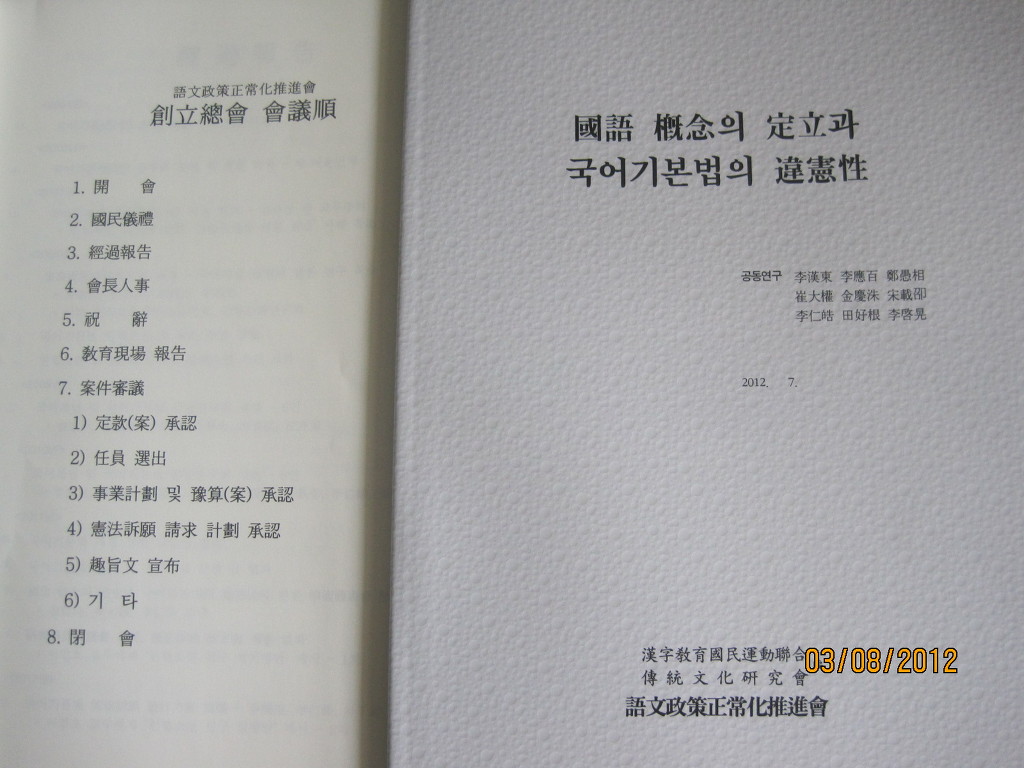 語文政策正常化推進會
創立總會 會議順
1. 開 會
2. 國民儀禮
3. 經過報告
4. 會長人事
5. 祝 辭
6. 敎育現場 報告
7. 案件審議
1) 定款(案) 承認
2) 任員 選出
3) 事業計劃 및 豫算(案) 承認
4) 憲法訴願 請求 計劃 承認
5) 趣旨文 宣布
6) 기 타
8. 閉 會
國語 槪念의 定立과
국어기본법의 違憲性
공동연구 李漢東 李應百 鄭愚相
崔大權 金慶洙 宋載卲
李仁皓 田好根 李啓晃
2012. 7.
漢字敎育國民運動聯合
傳統文化硏究會
語文政策正常化推進會
03/08/2012